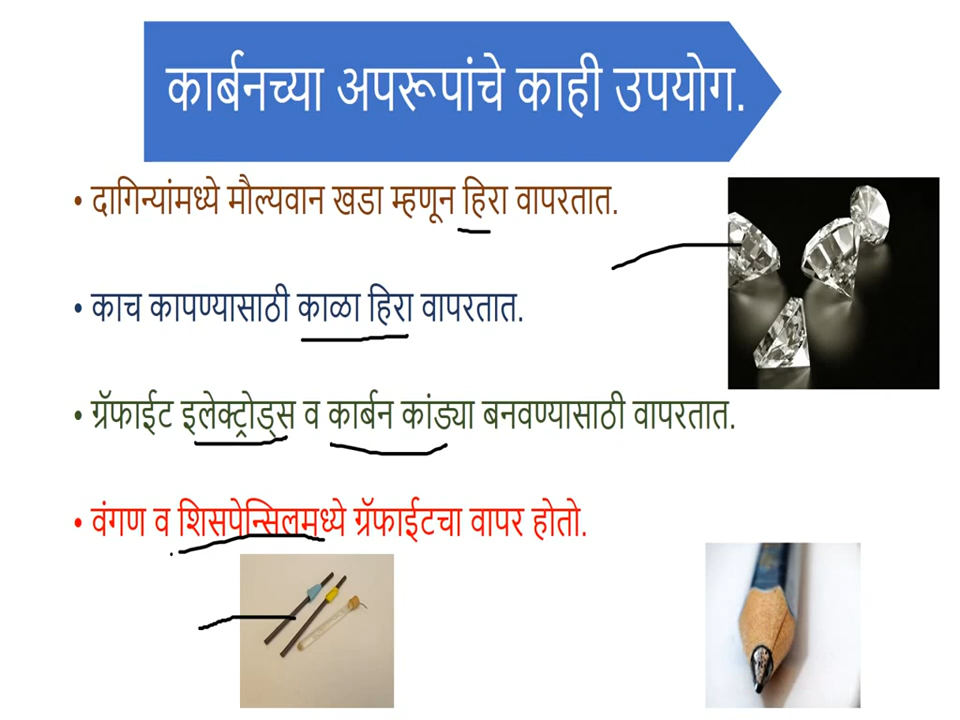 कार्बनच्या अपरूपांचे काही उपयोग.
• दागिन्यांमध्ये मौल्यवान खडा म्हणून हिरा वापरतात.
• काच कापण्यासाठी काळा हिरा वापरतात.
• ग्रॅफाईट इलेक्ट्रोड्स व कार्बन कांड्या बनवण्यासाठी वापरतात.
• वंगण व शिसपेन्सिलमध्ये ग्रॅफाईटचा वापर होतो.